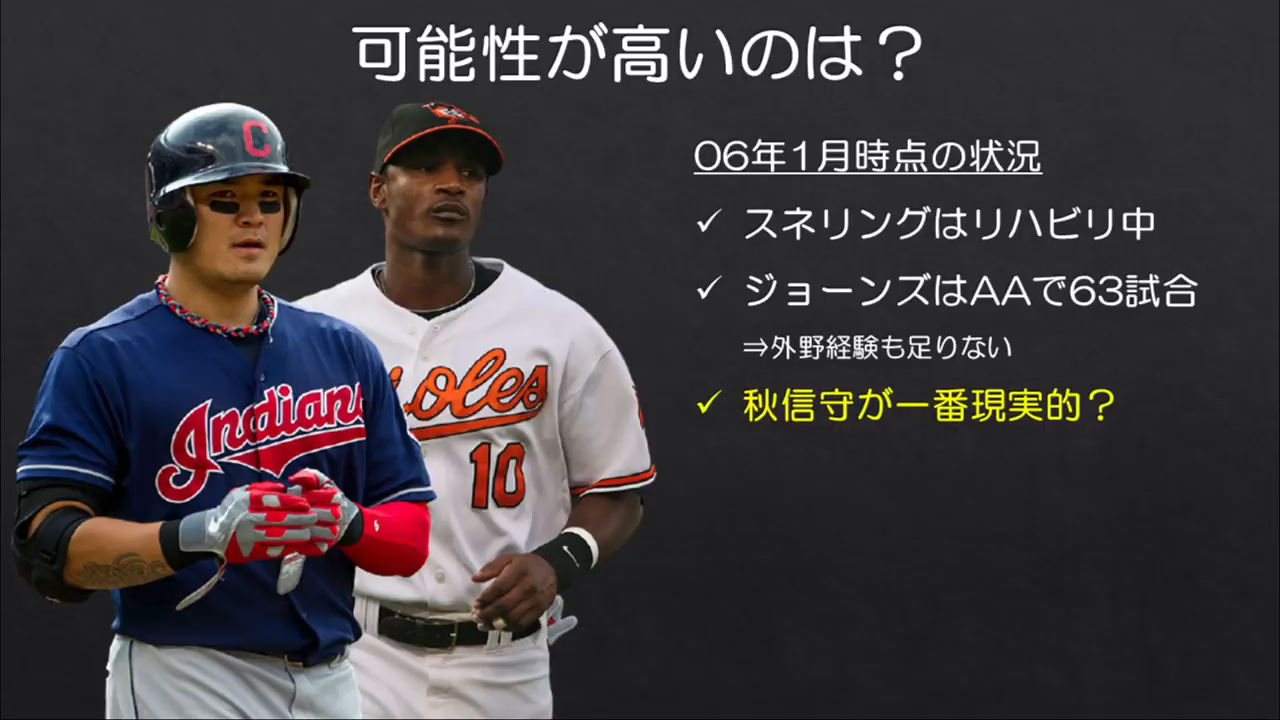 可能性が高いのは？
06年1月時点の状況
✓ スネリングはリハビリ中
✓ ジョーンズはAAで63試合
⇒外野経験も足りない
✓ 秋信守が一番現実的？
C
Indians
ioles
10